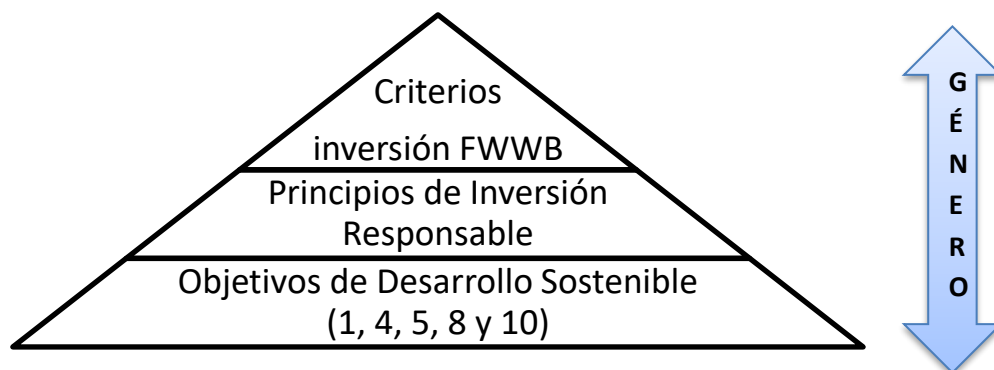 Criterios
inversión FWWB
Principios de Inversión
Responsable
Objetivos de Desarrollo Sostenible
(1, 4, 5, 8 y 10)
G
É
N
E
R
O